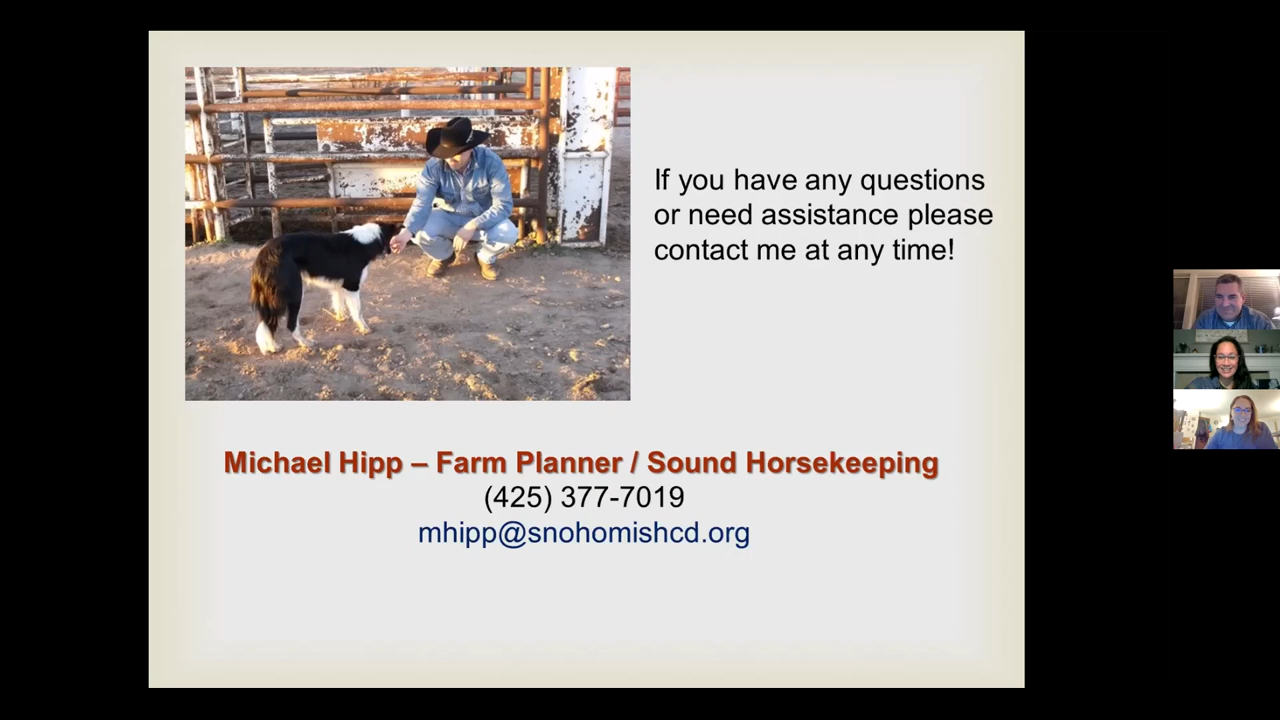 If you have any questions
or need assistance please
contact me at any time!
Michael Hipp – Farm Planner / Sound Horsekeeping
(425) 377-7019
mhipp@snohomishcd.org